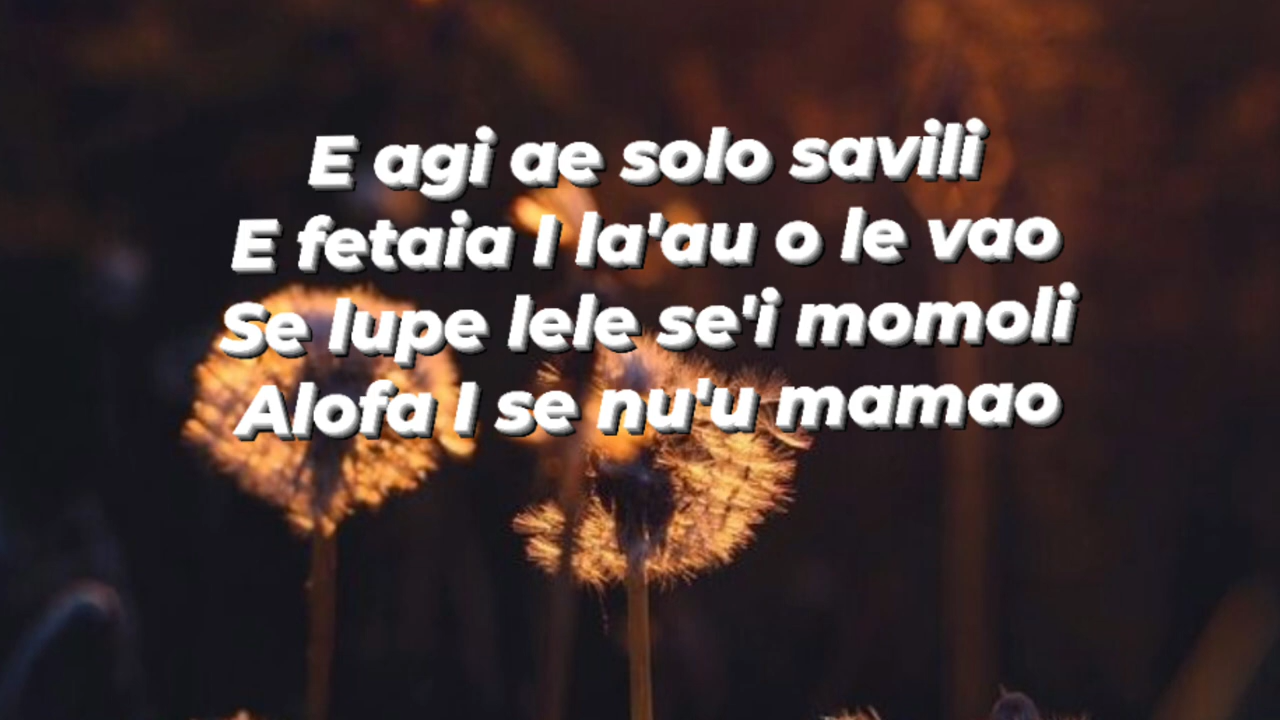 E agi ae solo savili
E fetaia I la'au o le vao
Se lupe lele se'i momoli
Alofa I se nu'u mamao